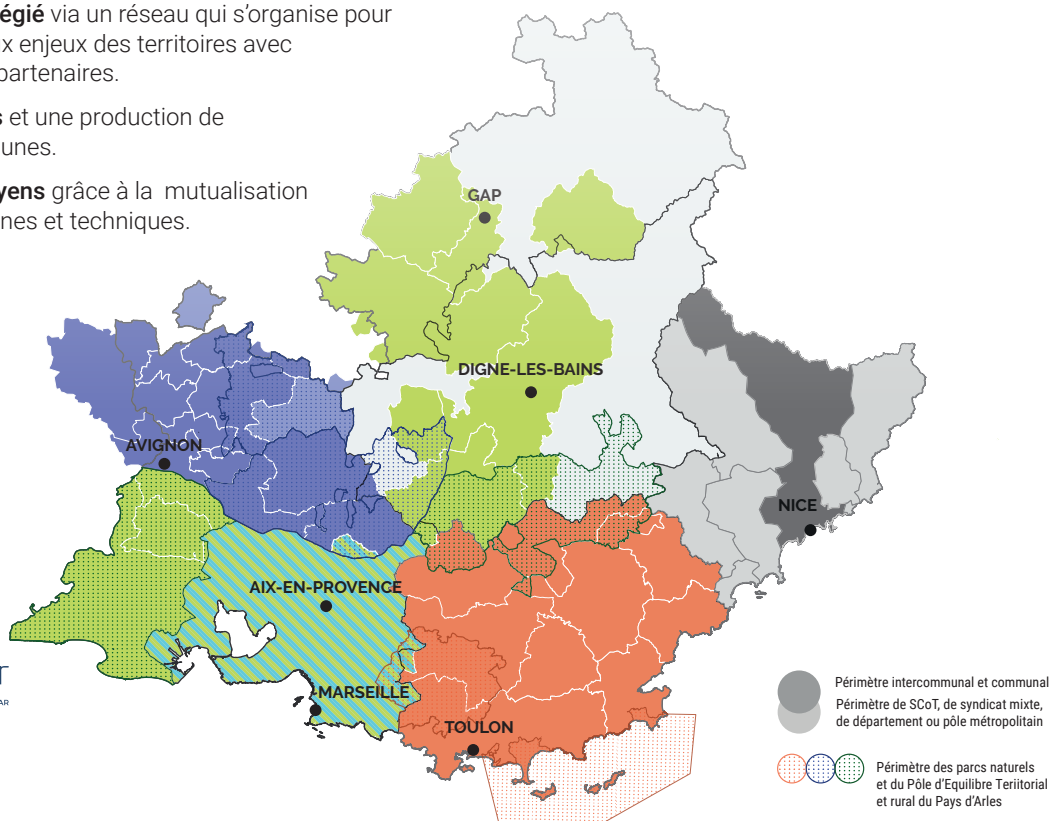 égié via un réseau qui s'organise pour
x enjeux des territoires avec
partenaires.
s et une production de
unes.
yens grâce à la mutualisation
nes et techniques.
GAP
DIGNE-LES-BAINS
AVIGNON
NICE
AIX-EN-PROVENCE
MARSEILLE
TOULON
AR
Périmètre intercommunal et communal
Périmètre de SCoT, de syndicat mixte,
de département ou pôle métropolitain
Périmètre des parcs naturels
et du Pôle d'Equilibre Teriitorial
et rural du Pays d'Arles